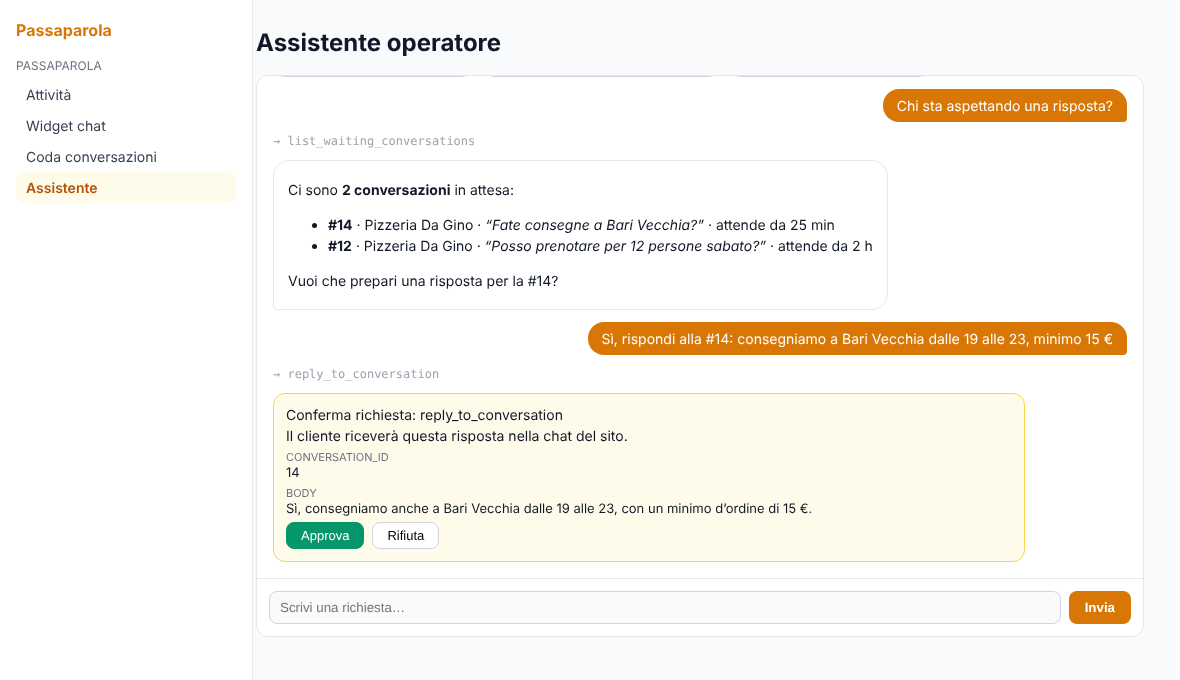 Passaparola
PASSAPAROLA
Attività
Widget chat
Coda conversazioni
Assistente
Assistente operatore
Chi sta aspettando una risposta?
→ list_waiting_conversations
Ci sono 2 conversazioni in attesa:
• #14 · Pizzeria Da Gino · “Fate consegne a Bari Vecchia?” · attende da 25 min
• #12 · Pizzeria Da Gino · “Posso prenotare per 12 persone sabato?” · attende da 2 h
Vuoi che prepari una risposta per la #14?
Sì, rispondi alla #14: consegniamo a Bari Vecchia dalle 19 alle 23, minimo 15 €
→ reply_to_conversation
Conferma richiesta: reply_to_conversation
Il cliente riceverà questa risposta nella chat del sito.
CONVERSATION_ID
14
BODY
Sì, consegniamo anche a Bari Vecchia dalle 19 alle 23, con un minimo d’ordine di 15 €.
Approva Rifiuta
Scrivi una richiesta… Invia